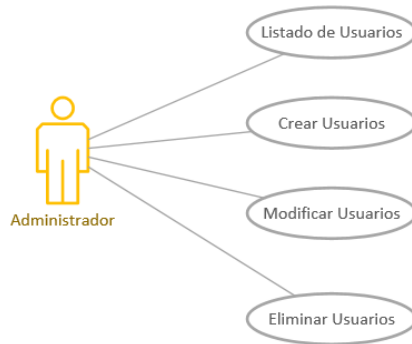 Listado de Usuarios
Crear Usuarios
Administrador
Modificar Usuarios
Eliminar Usuarios